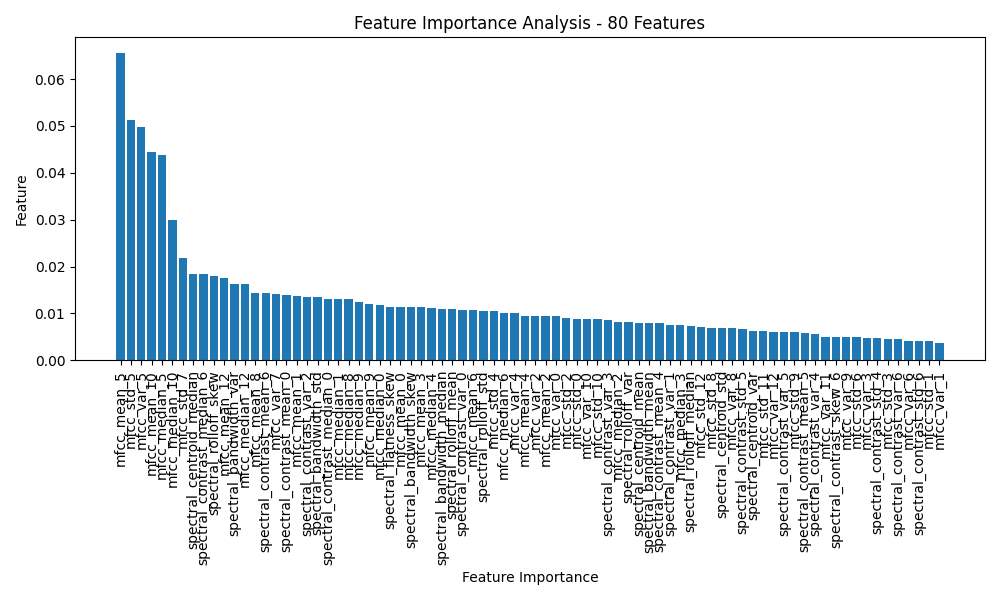 Feature Importance Analysis - 80 Features
Feature
0.06
0.05
0.04
0.03
0.02
0.01
0.00
mfcc_mean_5
mfcc_std_5
mfcc_var_5
mfcc_mean_10
mfcc_median_5
mfcc_median_10
mfcc_std_7
spectral_centroid_median
spectral_contrast_median_6
spectral_rolloff_skew
mfcc_mean_12
spectral_bandwidth_var
mfcc_median_12
mfcc_mean_8
spectral_contrast_mean_6
mfcc_var_7
spectral_contrast_mean_0
mfcc_mean_1
spectral_contrast_var_2
spectral_bandwidth_std
spectral_contrast_median_0
mfcc_median_1
mfcc_median_8
mfcc_median_9
mfcc_mean_9
mfcc_median_0
spectral_flatness_skew
mfcc_mean_0
spectral_bandwidth_skew
mfcc_mean_3
mfcc_median_4
spectral_bandwidth_median
spectral_rolloff_mean
spectral_contrast_var_0
mfcc_mean_6
spectral_rolloff_std
mfcc_std_4
mfcc_median_6
mfcc_var_4
mfcc_mean_4
mfcc_var_2
mfcc_mean_2
mfcc_var_0
mfcc_std_2
mfcc_std_0
mfcc_var_10
mfcc_std_10
spectral_contrast_var_3
mfcc_median_2
spectral_rolloff_var
spectral_centroid_mean
spectral_bandwidth_mean
spectral_contrast_mean_4
spectral_contrast_var_1
mfcc_median_3
spectral_rolloff_median
mfcc_std_12
mfcc_std_8
spectral_centroid_std
mfcc_var_8
spectral_contrast_std_5
spectral_centroid_var
mfcc_std_11
mfcc_var_12
spectral_contrast_var_5
mfcc_std_9
spectral_contrast_mean_5
spectral_contrast_var_4
mfcc_var_11
spectral_contrast_skew_6
mfcc_var_9
mfcc_std_6
mfcc_var_3
spectral_contrast_std_4
mfcc_std_3
spectral_contrast_var_6
mfcc_var_6
spectral_contrast_std_6
mfcc_std_1
mfcc_var_1
Feature Importance